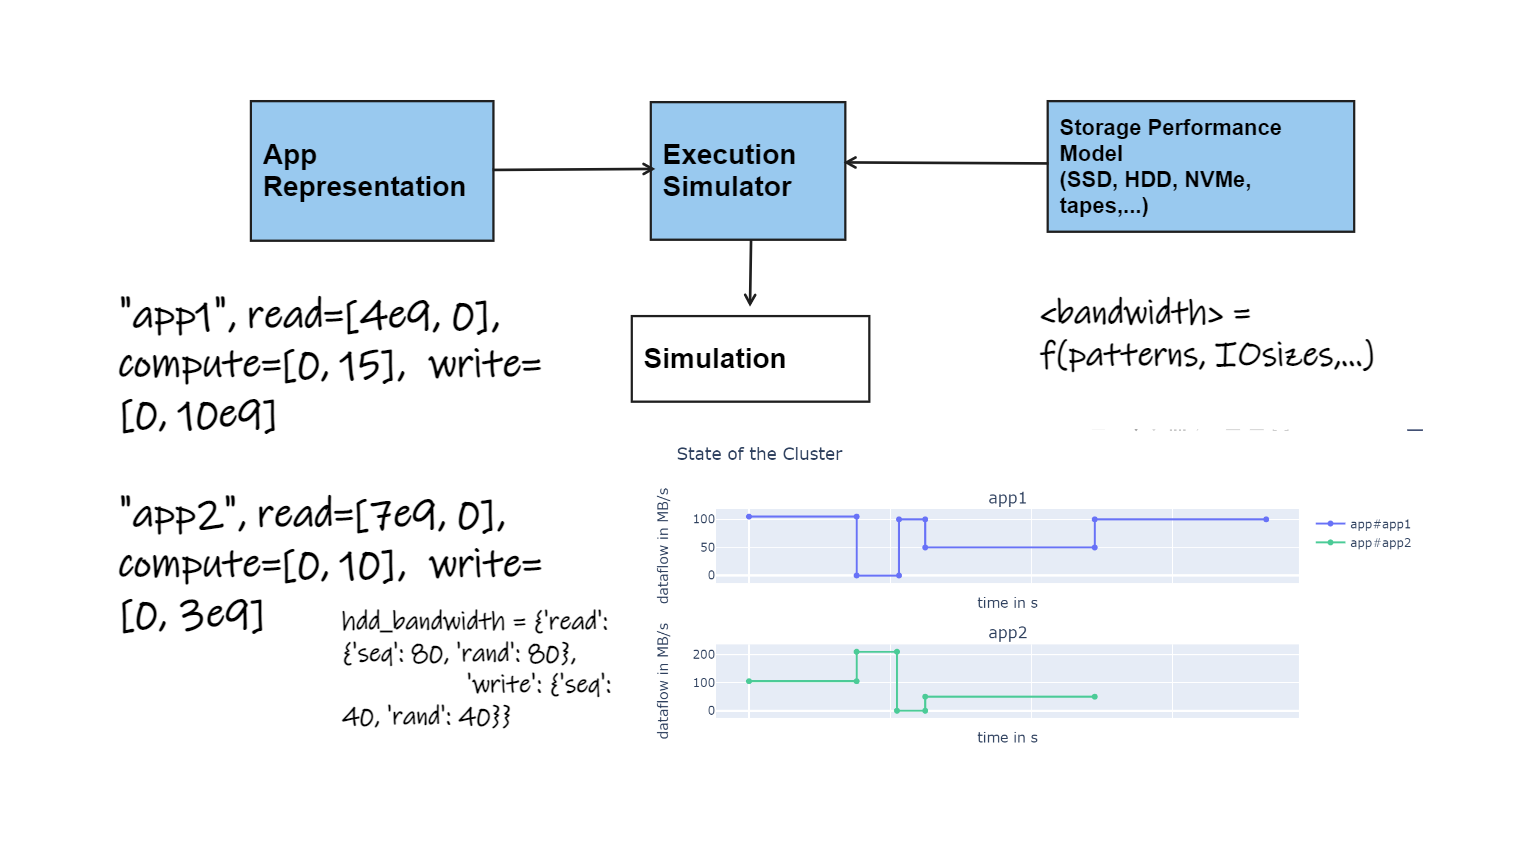 App
Representation
Execution
Simulator
Storage Performance
Model
(SSD, HDD, NVMe,
tapes,...)
"app1", read=[4e9, 0],
compute=[0, 15],  write=
[0, 10e9]
Simulation
<bandwidth> =
f(patterns, IOsizes,...)
"app2", read=[7e9, 0],
compute=[0, 10],  write=
[0, 3e9]
hdd_bandwidth = {'read':
{'seq': 80, 'rand': 80},
'write': {'seq':
40, 'rand': 40}}
State of the Cluster
app1
dataflow in MB/s
100
50
0
time in s
app#app1
app#app2
app2
dataflow in MB/s
200
100
0
time in s